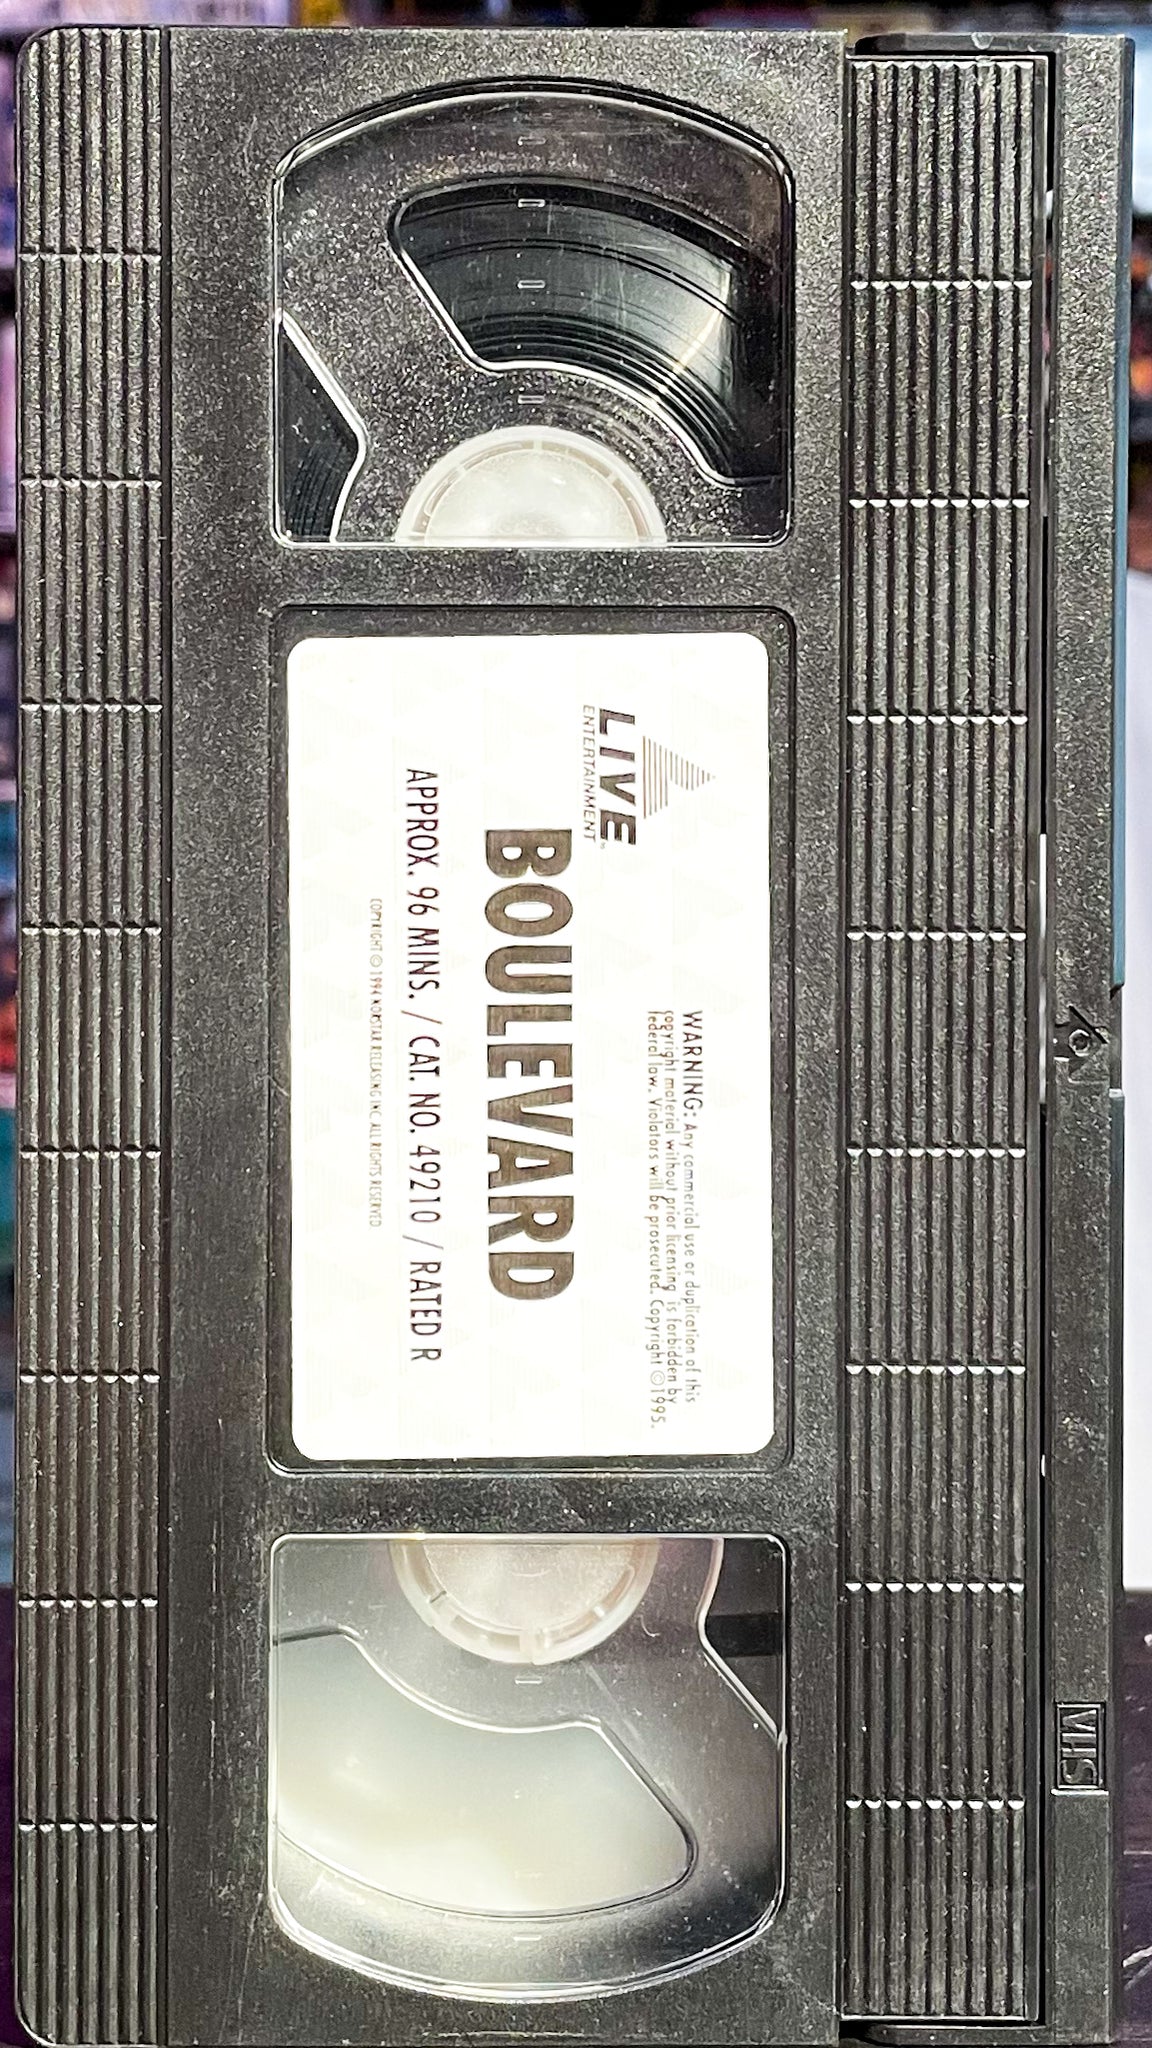 LIVE
ENTERTAINMENT
WARNING: Any commercial use or duplication of this
copyright material without prior licensing is forbidden by
federal law. Violators will be prosecuted. Copyright ©1995.
BOULEVARD
APPROX. 96 MINS. / CAT. NO. 49210 / RATED R
COPYRIGHT © 1994 NORSTAR RELEASING INC. ALL RIGHTS RESERVED
VHS